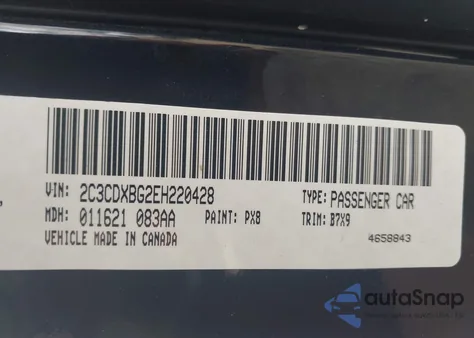 VIN: 2C3CDXBG2EH220428 TYPE: PASSENGER CAR
MDH: 011621 083AA PAINT: PX8 TRIM: B7X9
VEHICLE MADE IN CANADA 4658843
autoSnap